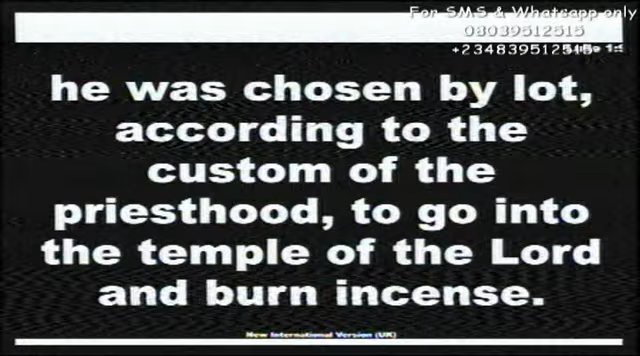 For SMS & Whatsapp only
08039512515
+234839512515
he was chosen by lot,
according to the
custom of the
priesthood, to go into
the temple of the Lord
and burn incense.
New International Version (UK)